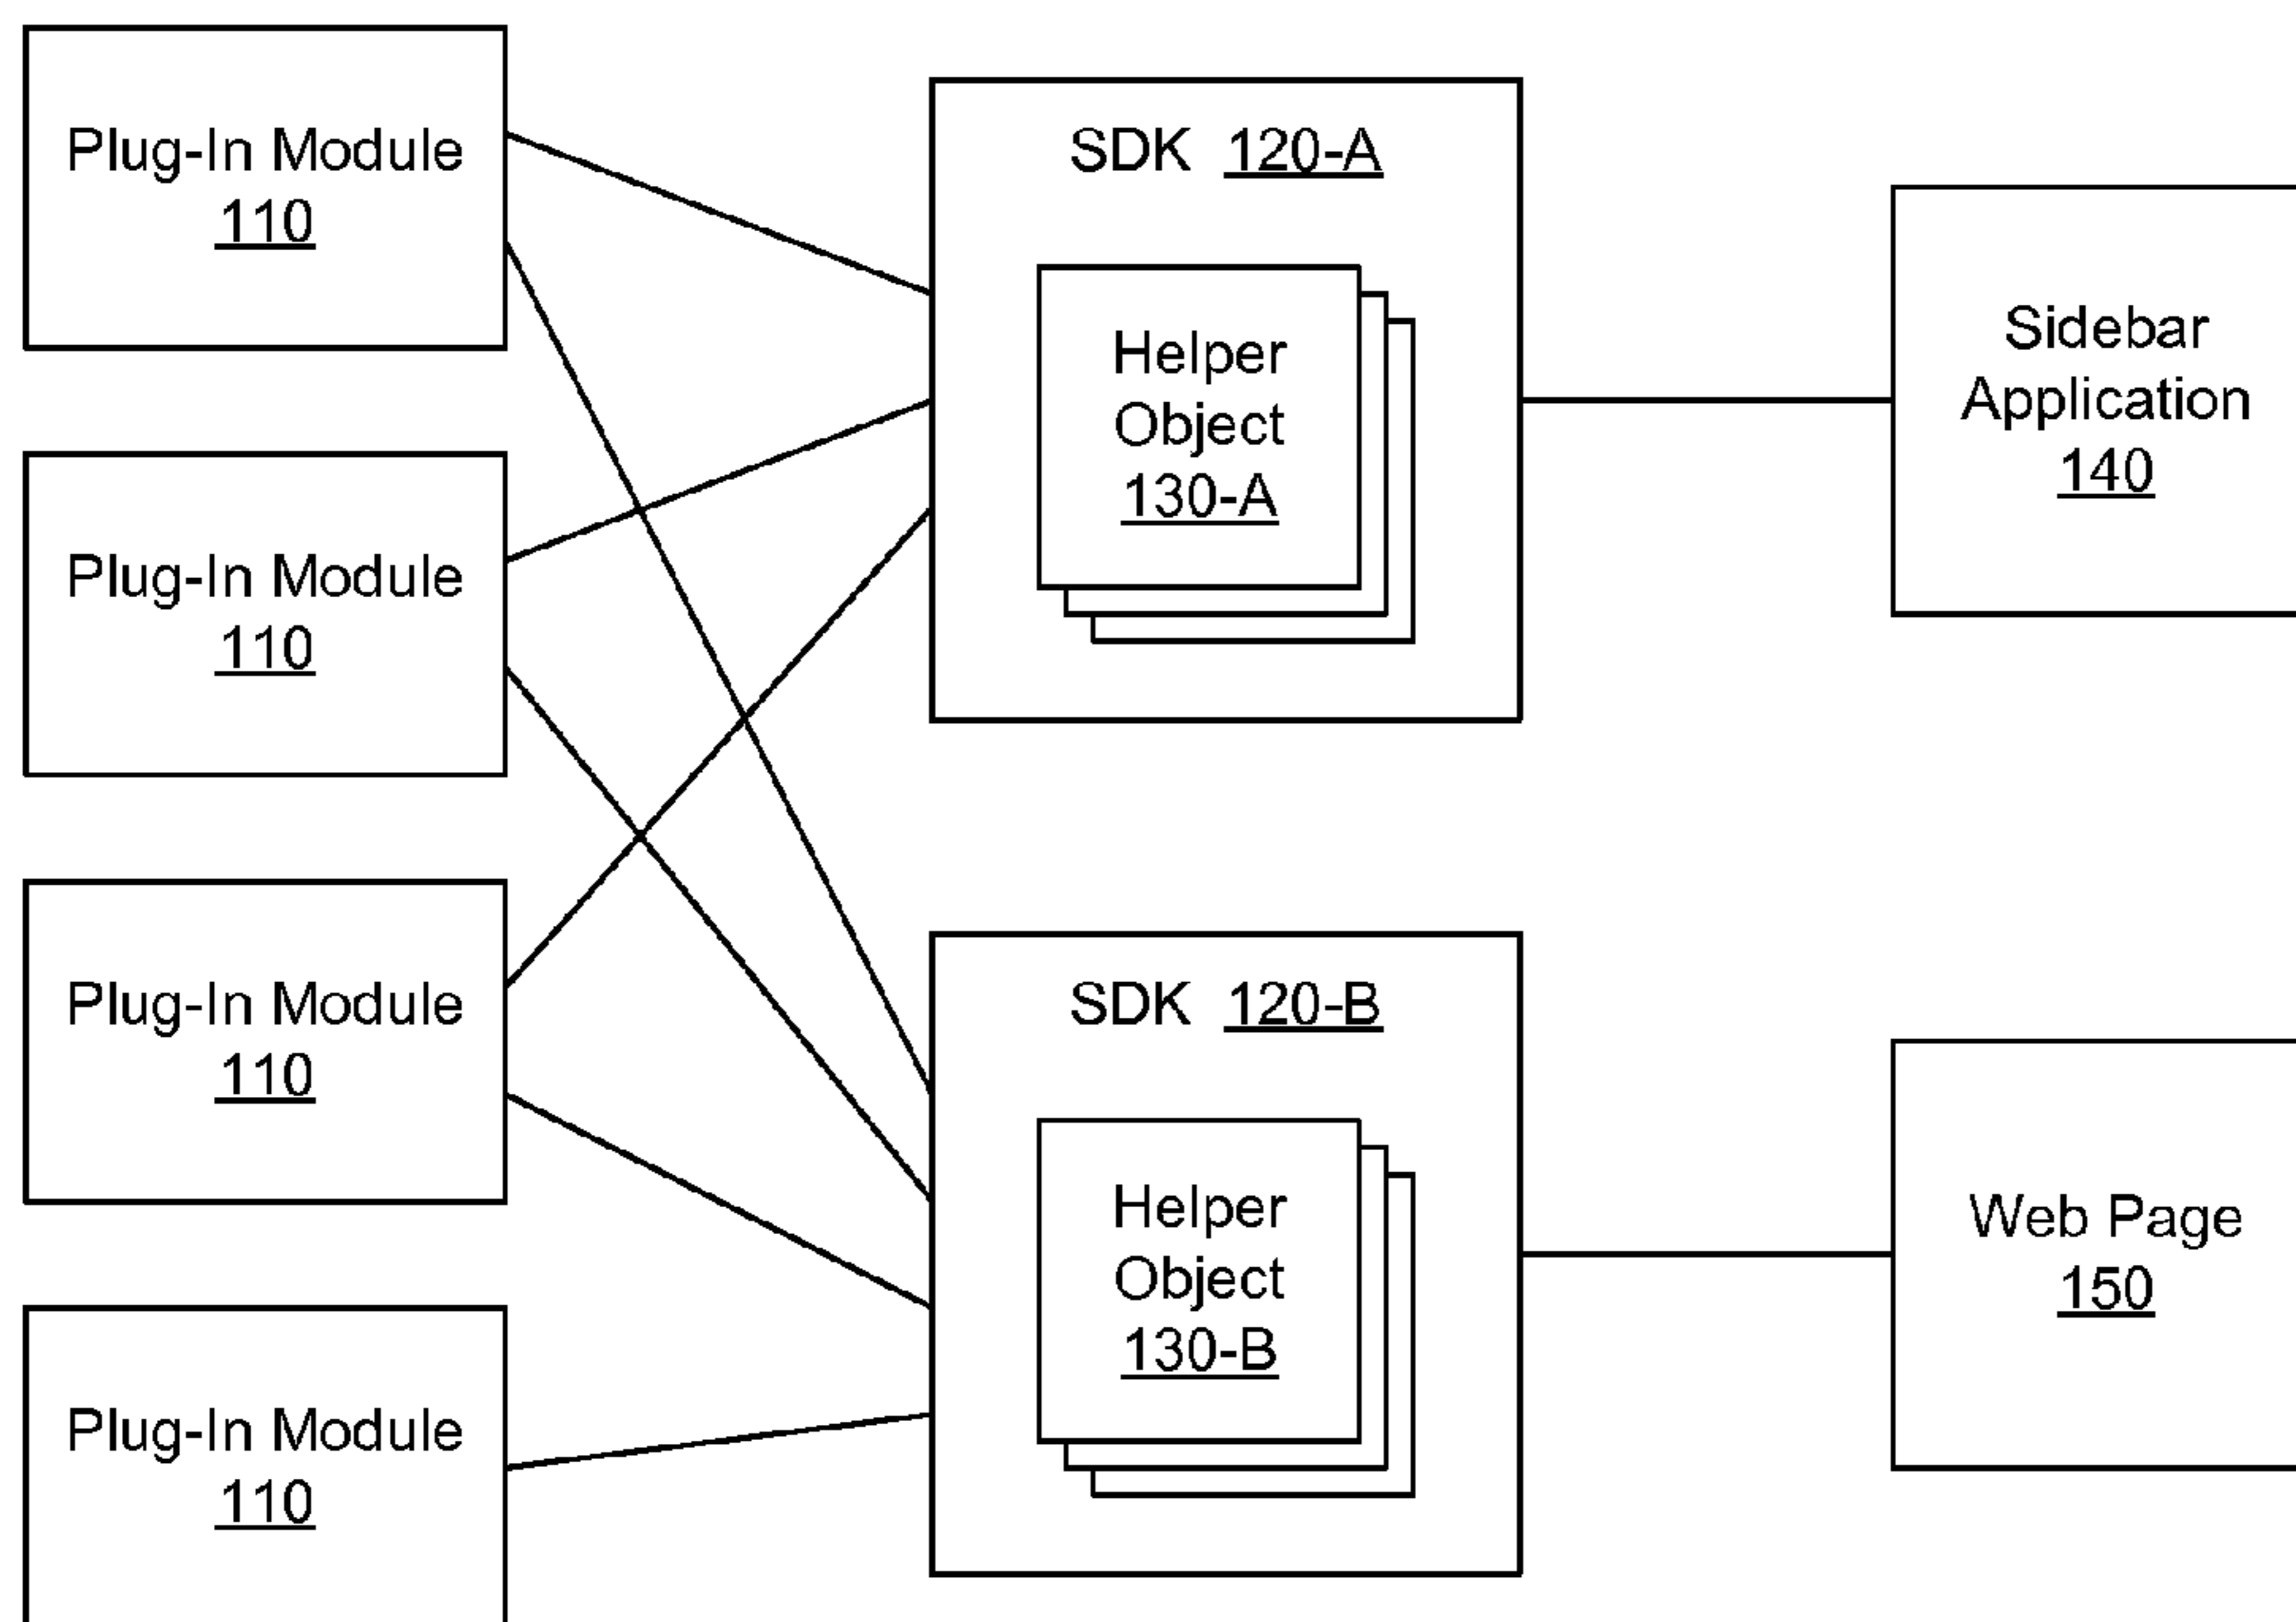 Plug-In Module
110
Plug-In Module
110
Plug-In Module
110
Plug-In Module
110
SDK 120-A
Helper
Object
130-A
SDK 120-B
Helper
Object
130-B
Sidebar
Application
140
Web Page
150